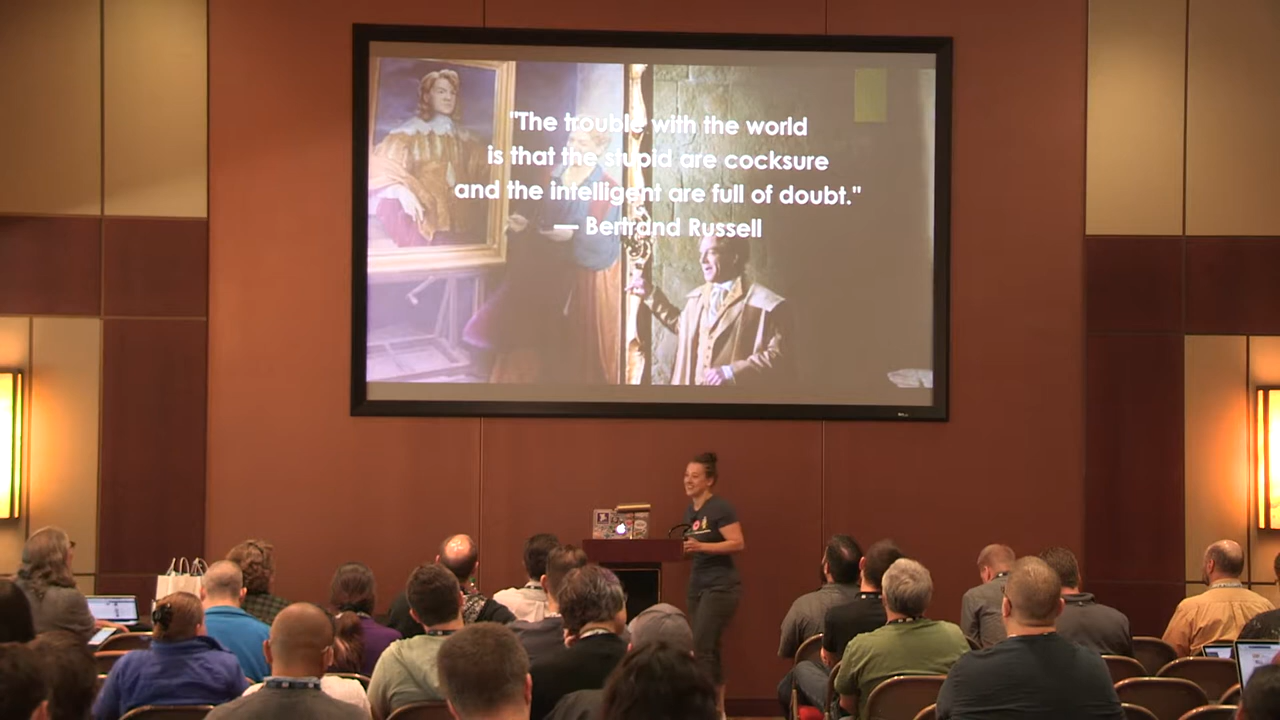 "The trouble with the world
is that the stupid are cocksure
and the intelligent are full of doubt."
— Bertrand Russell